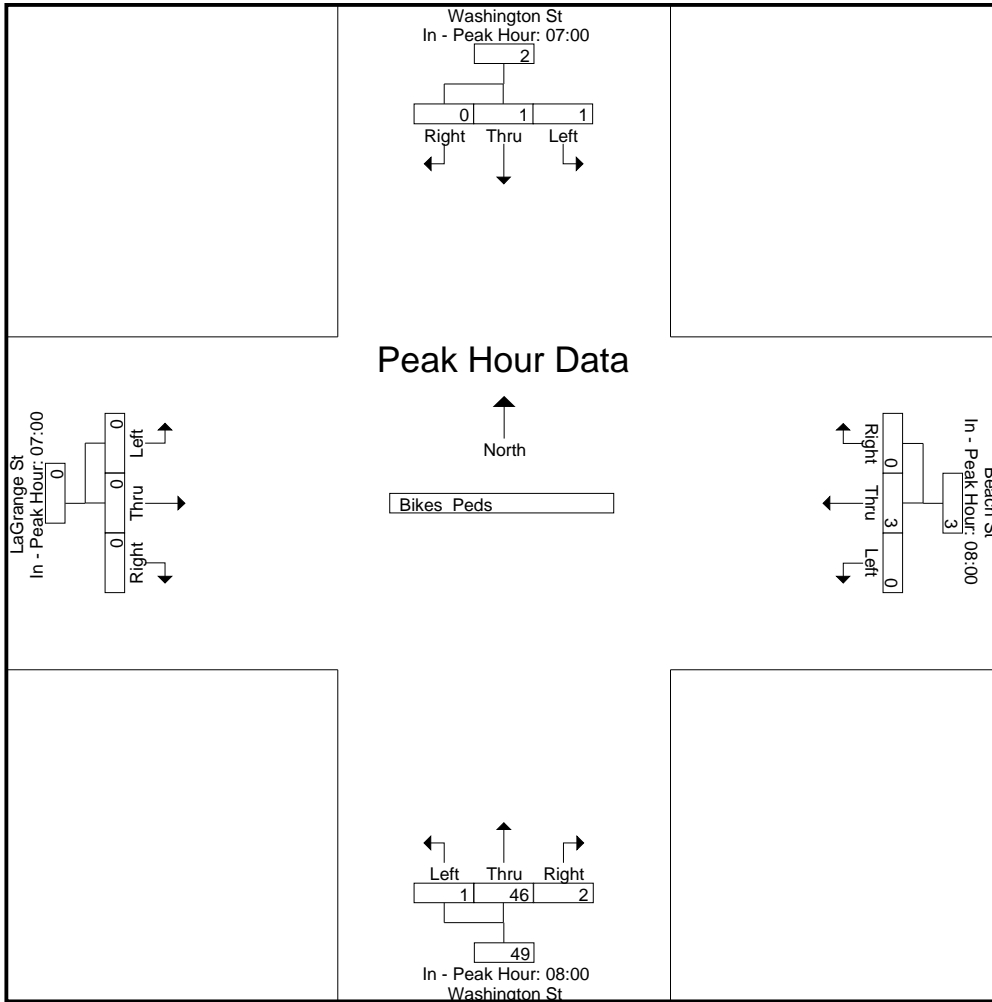 Washington St
In - Peak Hour: 07:00
2
0 1 1
Right Thru Left
Peak Hour Data
North
Bikes Peds
LaGrange St
In - Peak Hour: 07:00
0
0 0 0
Left Thru Right
Beach St
In - Peak Hour: 08:00
3
0 3 0
Right Thru Left
Left Thru Right
1 46 2
49
In - Peak Hour: 08:00
Washington St